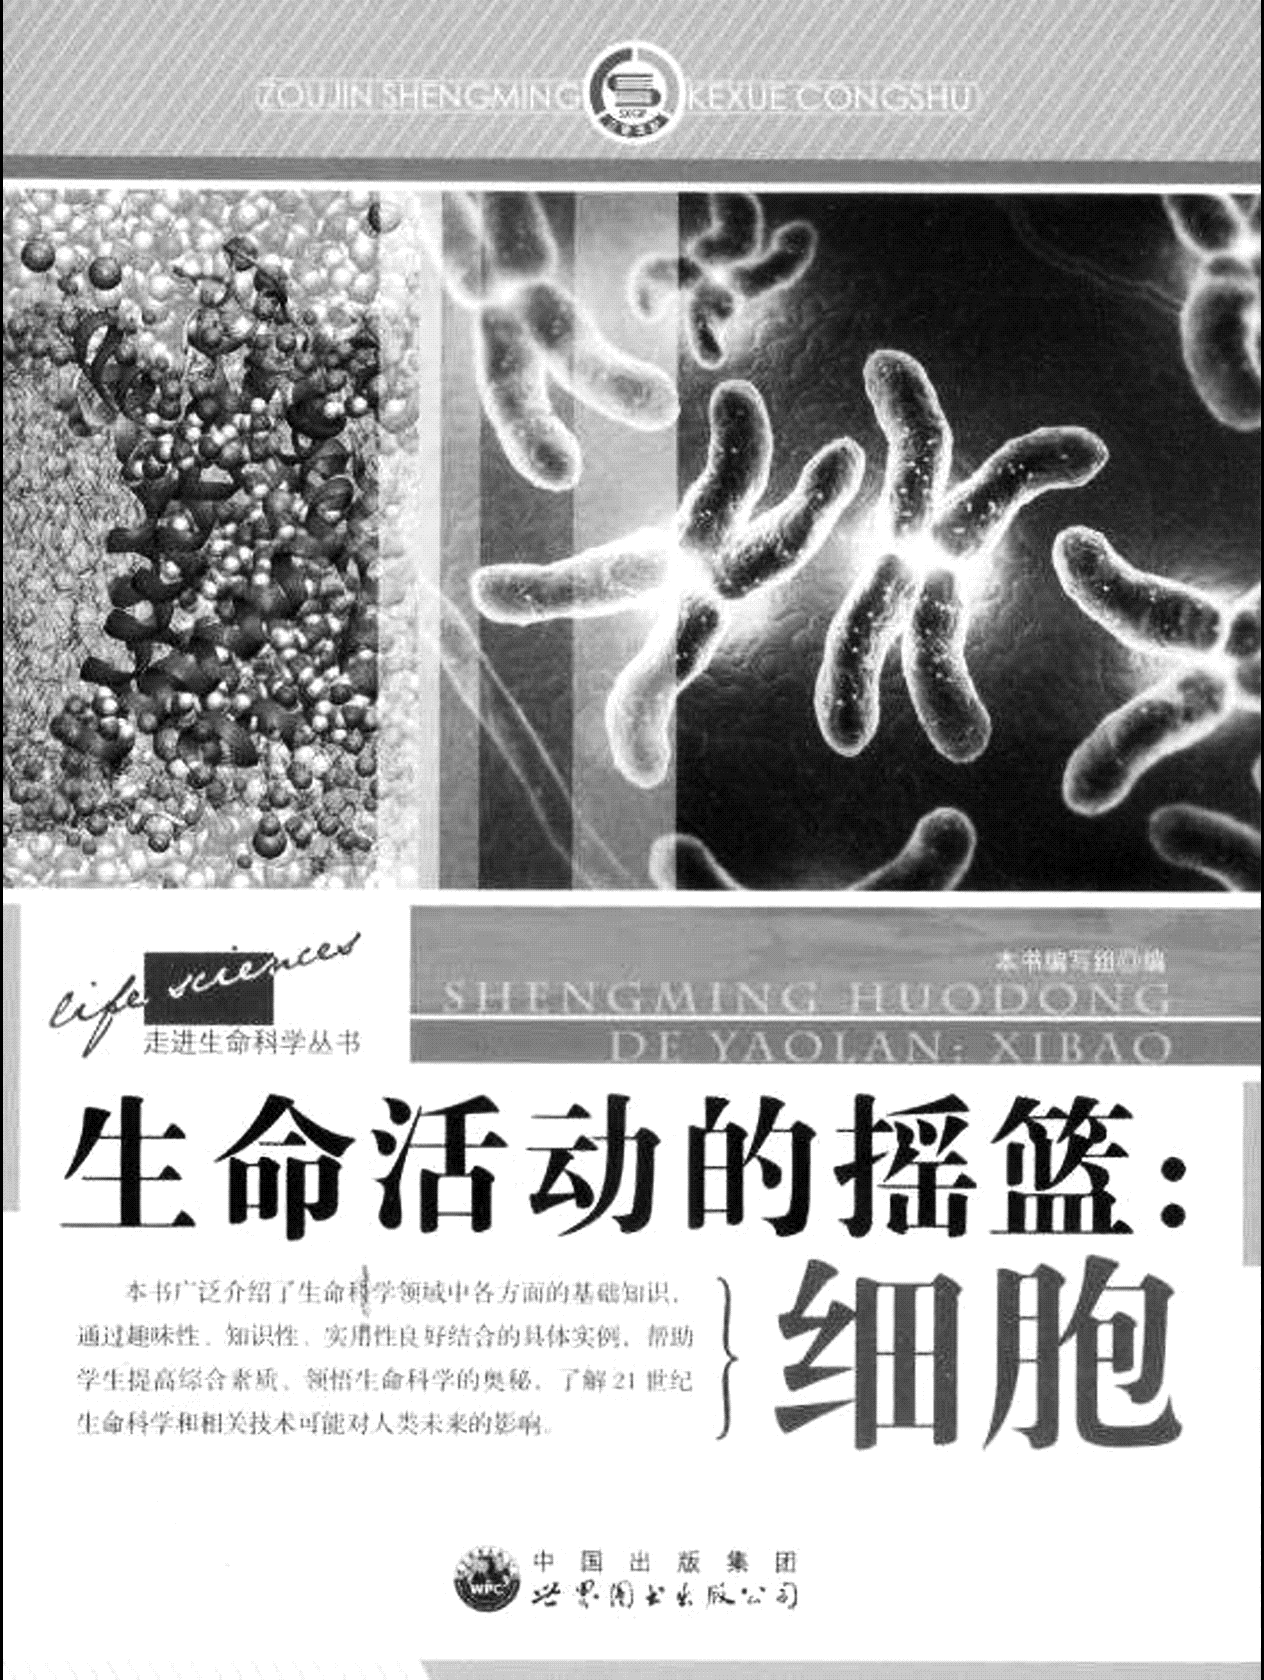 ZOUJIN SHENGMING KEXUE CONGSHU
life sciences
走进生命科学丛书
本书编写组◎编
SHENGMING HUODONG
DE YAOLAN: XIBAO
生命活动的摇篮：
细胞
本书广泛介绍了生命科学领域中各方面的基础知识，
通过趣味性、知识性、实用性良好结合的具体实例，帮助
学生提高综合素质、领悟生命科学的奥秘，了解21世纪
生命科学和相关技术可能对人类未来的影响。
WPC
中国出版集团
世界图书出版公司